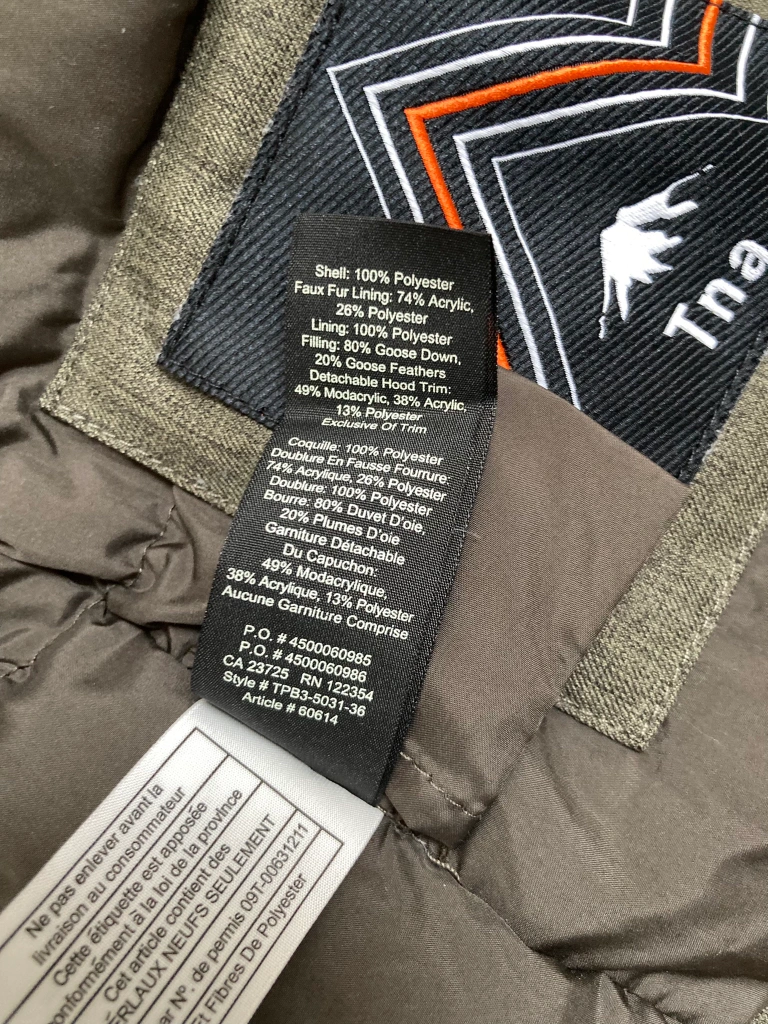 Tna
Shell: 100% Polyester
Faux Fur Lining: 74% Acrylic,
26% Polyester
Lining: 100% Polyester
Filling: 80% Goose Down,
20% Goose Feathers
Detachable Hood Trim:
49% Modacrylic, 38% Acrylic,
13% Polyester
Exclusive Of Trim
Coquille: 100% Polyester
Doublure En Fausse Fourrure:
74% Acrylique, 26% Polyester
Doublure: 100% Polyester
Bourre: 80% Duvet D'oie,
20% Plumes D'oie
Garniture Détachable
Du Capuchon:
49% Modacrylique,
38% Acrylique, 13% Polyester
Aucune Garniture Comprise
P.O. # 4500060985
P.O. # 4500060986
CA 23725 RN 122354
Style # TPB3-5031-36
Article # 60614
Ne pas enlever avant la
livraison au consommateur
Cette étiquette est apposée
conformément à la loi de la province
Cet article contient des
ÉRIAUX NEUFS SEULEMENT
ar N°. de permis 09T-00631211
Et Fibres De Polyester